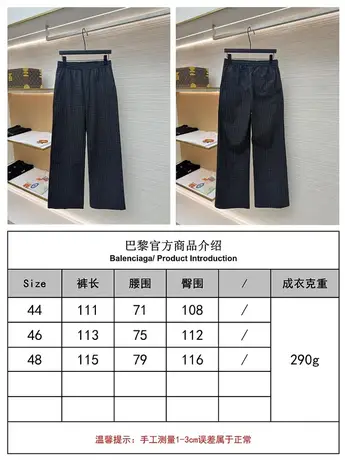 巴黎官方商品介绍
Balenciaga/ Product Introduction
Size 裤长 腰围 臀围 / 成衣克重
44 111 71 108 /
46 113 75 112 /
48 115 79 116 / 290g
温馨提示：手工测量1-3cm误差属于正常